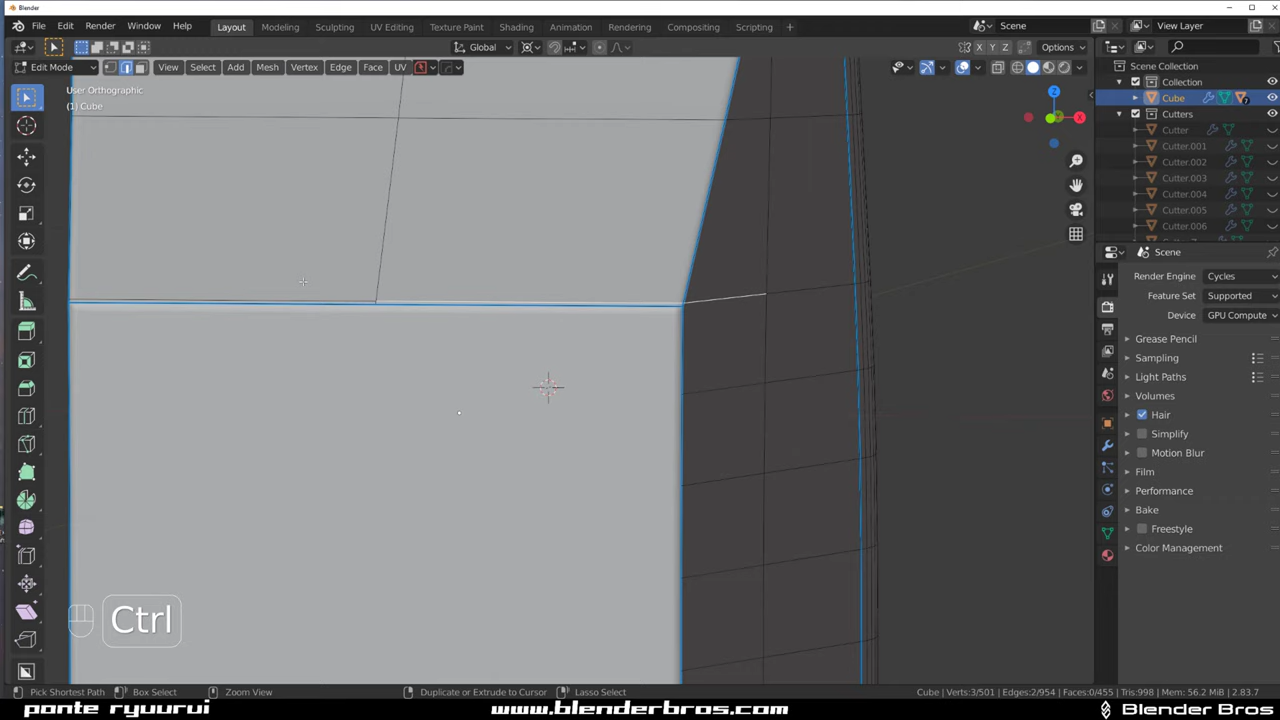 Blender
File Edit Render Window Help Layout Modeling Sculpting UV Editing Texture Paint Shading Animation Rendering Compositing Scripting + Scene View Layer
Global X Y Z Options
Edit Mode View Select Add Mesh Vertex Edge Face UV
User Orthographic
(1) Cube
Z
X
Scene Collection
Collection
Cube
Cutters
Cutter
Cutter.001
Cutter.002
Cutter.003
Cutter.004
Cutter.005
Cutter.006
Scene
Render Engine Cycles
Feature Set Supported
Device GPU Compute
Grease Pencil
Sampling
Light Paths
Volumes
Hair
Simplify
Motion Blur
Film
Performance
Bake
Freestyle
Color Management
Ctrl
Pick Shortest Path Box Select Zoom View Duplicate or Extrude to Cursor Lasso Select Cube | Verts:3/501 | Edges:2/954 | Faces:0/455 | Tris:998 | Mem: 56.2 MB | 2.83.7
ponte ryuurui www.blenderbros.com Blender Bros